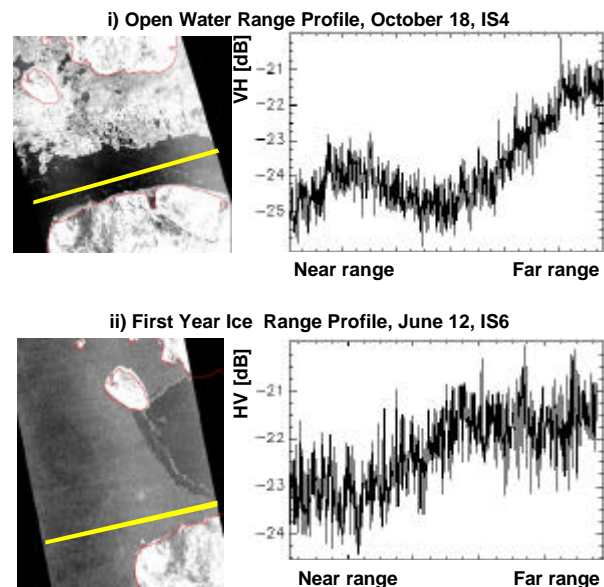 i) Open Water Range Profile, October 18, IS4
VH [dB]
-21
-22
-23
-24
-25
Near range Far range
ii) First Year Ice Range Profile, June 12, IS6
HV [dB]
-21
-22
-23
-24
Near range Far range